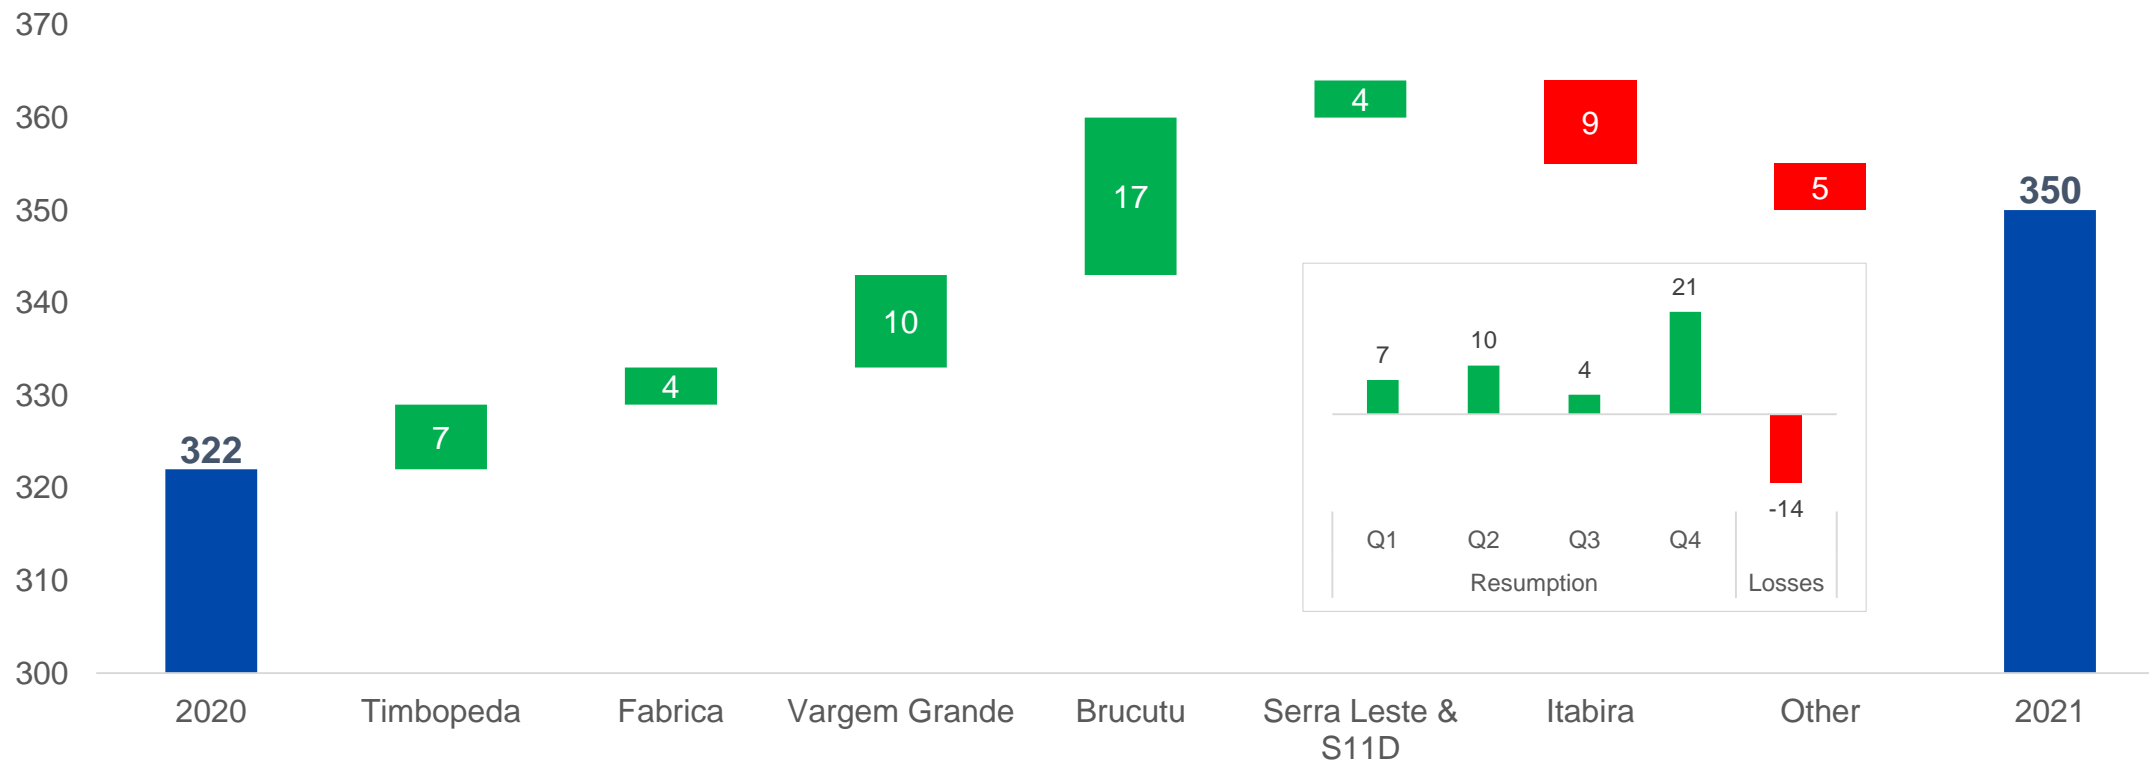 370
360
350
340
330
320
310
300
322
7
4
10
17
4
9
5
350
2020
Timbopeda
Fabrica
Vargem Grande
Brucutu
Serra Leste &
S11D
Itabira
Other
2021
7
10
4
21
-14
Q1
Q2
Q3
Q4
Resumption
Losses